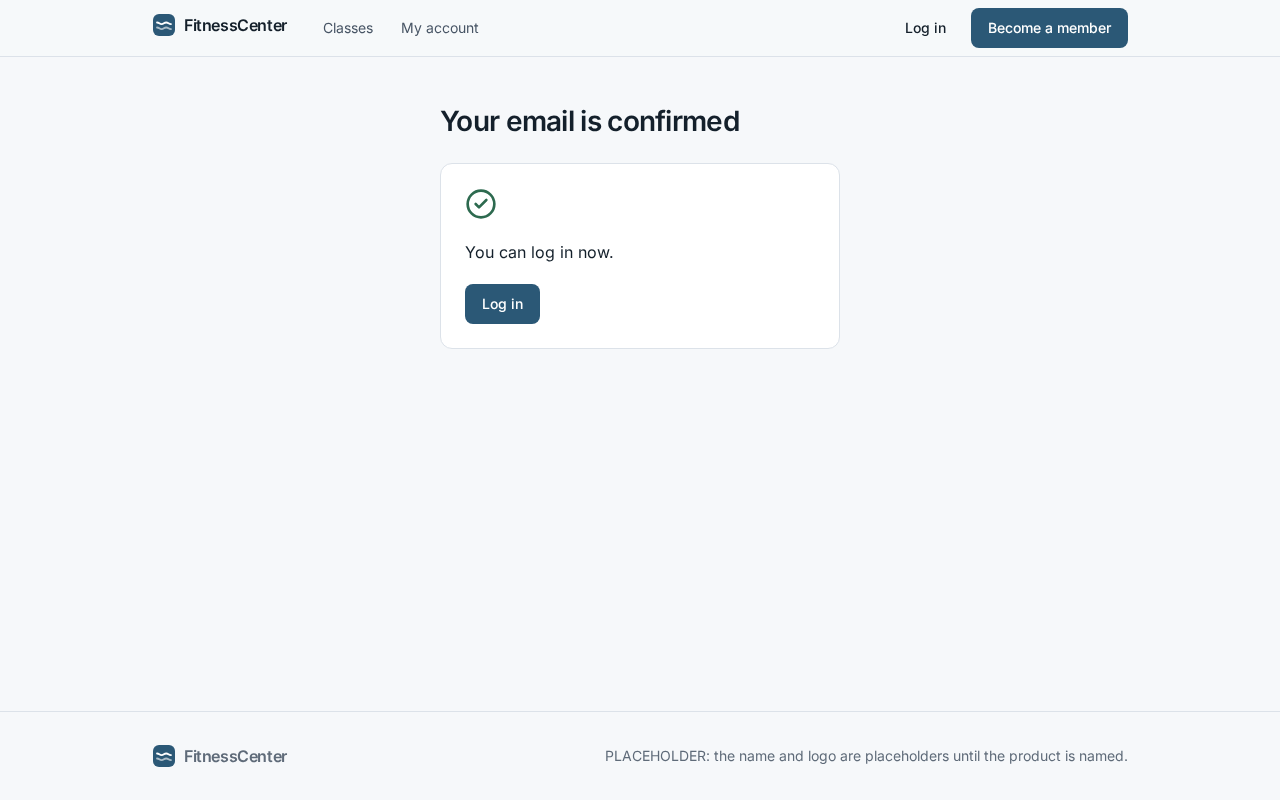 FitnessCenter Classes My account Log in Become a member
Your email is confirmed
You can log in now.
Log in
FitnessCenter PLACEHOLDER: the name and logo are placeholders until the product is named.